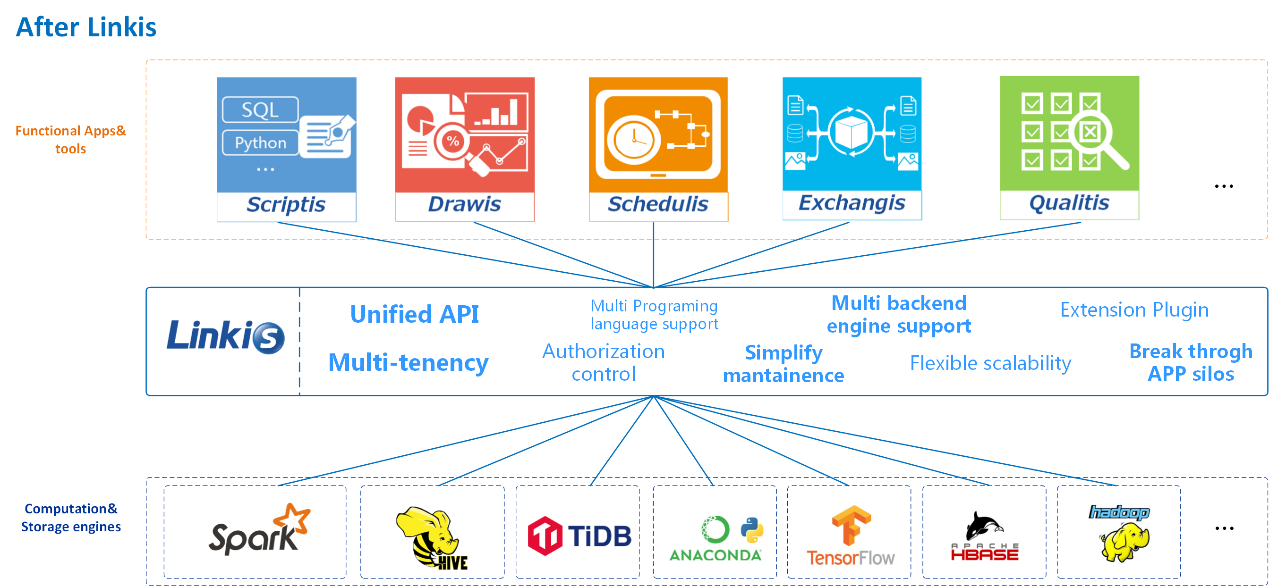 After Linkis
Functional Apps&
tools
SQL
Python
...
%
Scriptis
Drawis
Schedulis
Exchangis
Qualitis
...
Linkis
Unified API
Multi Programing
language support
Multi backend
engine support
Extension Plugin
Multi-tenency
Authorization
control
Simplify
mantainence
Flexible scalability
Break throgh
APP silos
Computation&
Storage engines
Spark
HIVE
TiDB
ANACONDA
TensorFlow
APACHE
HBASE
hadoop
...